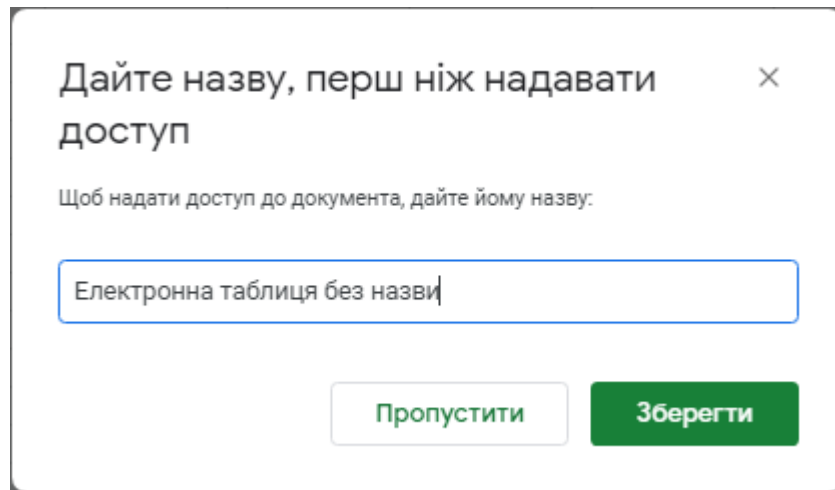 Дайте назву, перш ніж надавати
доступ
Щоб надати доступ до документа, дайте йому назву:
Електронна таблиця без назви
Пропустити
Зберегти